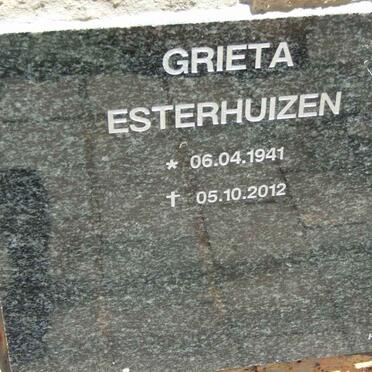 GRIETA
ESTERHUIZEN
* 06.04.1941
† 05.10.2012